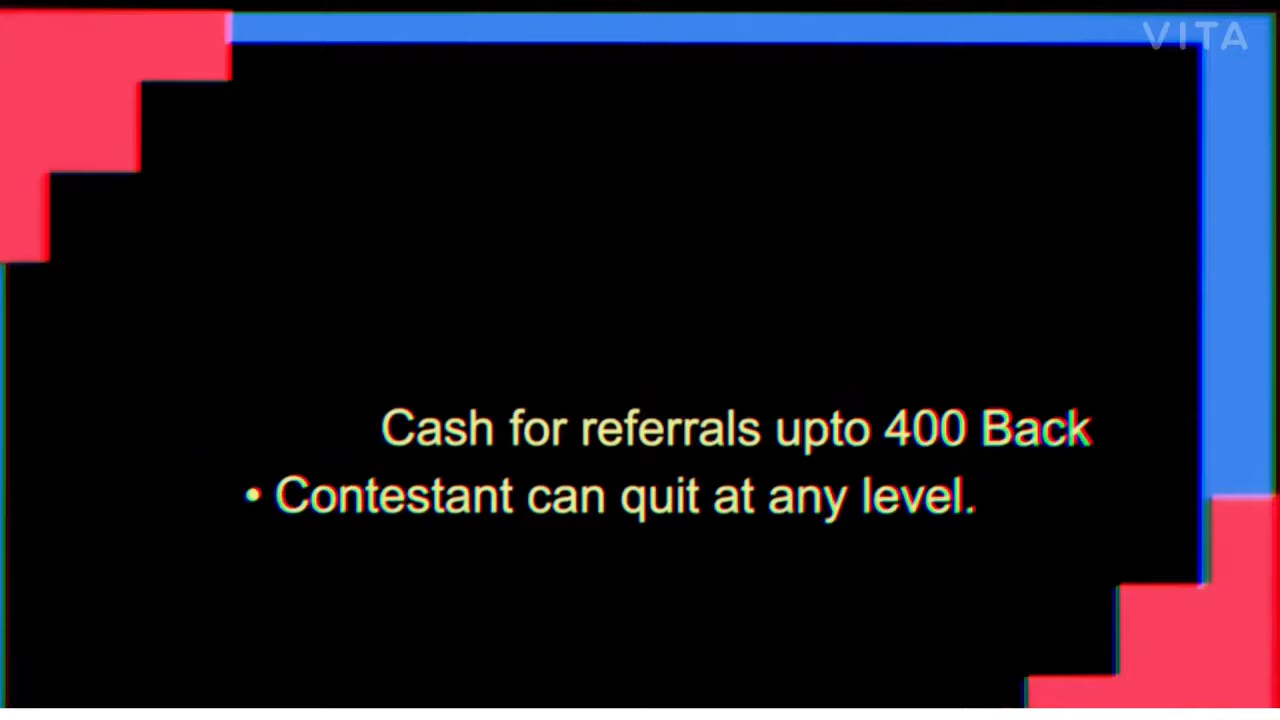 VITA
Cash for referrals upto 400 Back
• Contestant can quit at any level.